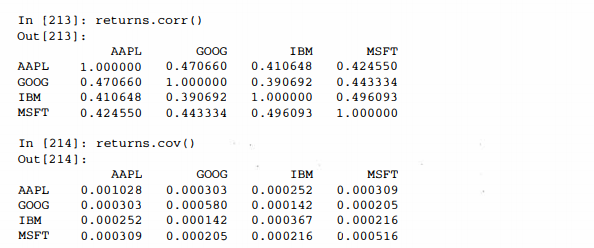 In [213]: returns.corr()
Out[213]:
          AAPL      GOOG       IBM      MSFT
AAPL  1.000000  0.470660  0.410648  0.424550
GOOG  0.470660  1.000000  0.390692  0.443334
IBM   0.410648  0.390692  1.000000  0.496093
MSFT  0.424550  0.443334  0.496093  1.000000
In [214]: returns.cov()
Out[214]:
          AAPL      GOOG       IBM      MSFT
AAPL  0.001028  0.000303  0.000252  0.000309
GOOG  0.000303  0.000580  0.000142  0.000205
IBM   0.000252  0.000142  0.000367  0.000216
MSFT  0.000309  0.000205  0.000216  0.000516